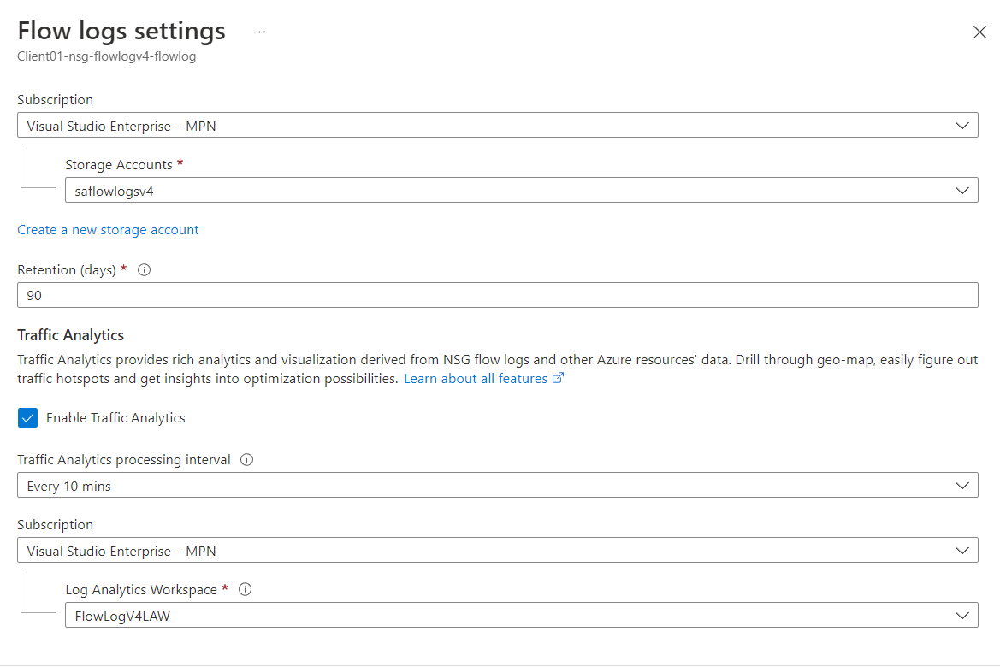 Flow logs settings ...
Client01-nsg-flowlogv4-flowlog
Subscription
Visual Studio Enterprise – MPN
Storage Accounts *
saflowlogsv4
Create a new storage account
Retention (days) *
90
Traffic Analytics
Traffic Analytics provides rich analytics and visualization derived from NSG flow logs and other Azure resources' data. Drill through geo-map, easily figure out
traffic hotspots and get insights into optimization possibilities. Learn about all features
Enable Traffic Analytics
Traffic Analytics processing interval
Every 10 mins
Subscription
Visual Studio Enterprise – MPN
Log Analytics Workspace *
FlowLogV4LAW